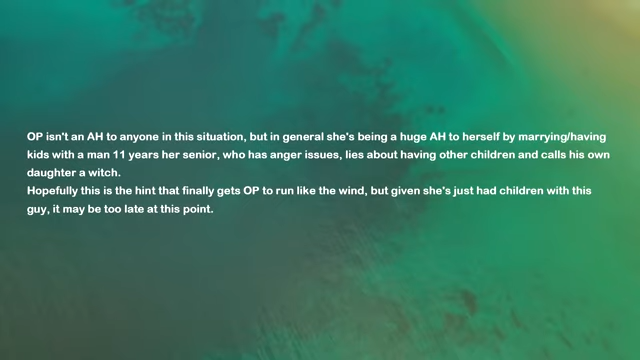 OP isn't an AH to anyone in this situation, but in general she's being a huge AH to herself by marrying/having
kids with a man 11 years her senior, who has anger issues, lies about having other children and calls his own
daughter a witch.
Hopefully this is the hint that finally gets OP to run like the wind, but given she's just had children with this
guy, it may be too late at this point.